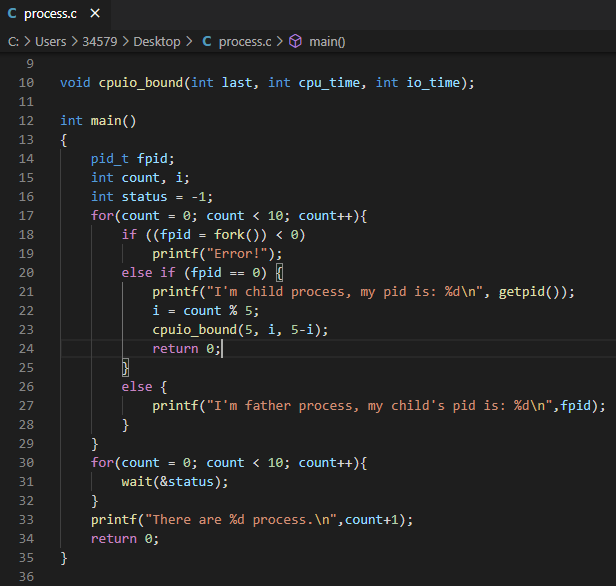 C process.c ×
C: > Users > 34579 > Desktop > C process.c > main()
9
10 void cpuio_bound(int last, int cpu_time, int io_time);
11
12 int main()
13 {
14     pid_t fpid;
15     int count, i;
16     int status = -1;
17     for(count = 0; count < 10; count++){
18         if ((fpid = fork()) < 0)
19             printf("Error!");
20         else if (fpid == 0) {
21             printf("I'm child process, my pid is: %d\n", getpid());
22             i = count % 5;
23             cpuio_bound(5, i, 5-i);
24             return 0;
25         }
26         else {
27             printf("I'm father process, my child's pid is: %d\n",fpid);
28         }
29     }
30     for(count = 0; count < 10; count++){
31         wait(&status);
32     }
33     printf("There are %d process.\n",count+1);
34     return 0;
35 }
36